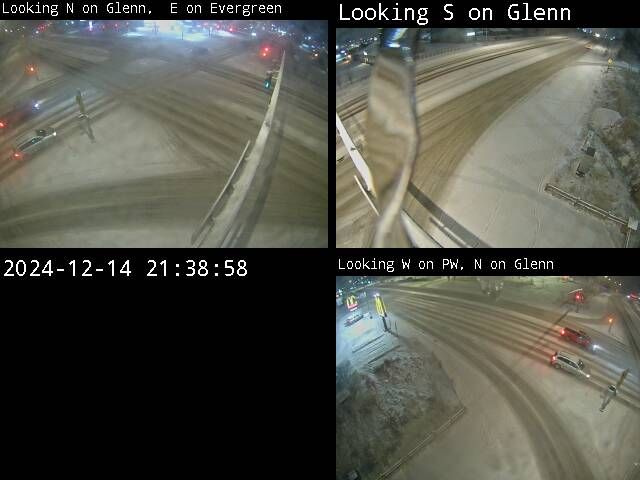 Looking N on Glenn,  E on Evergreen
Looking S on Glenn
2024-12-14 21:38:58
Looking W on PW, N on Glenn